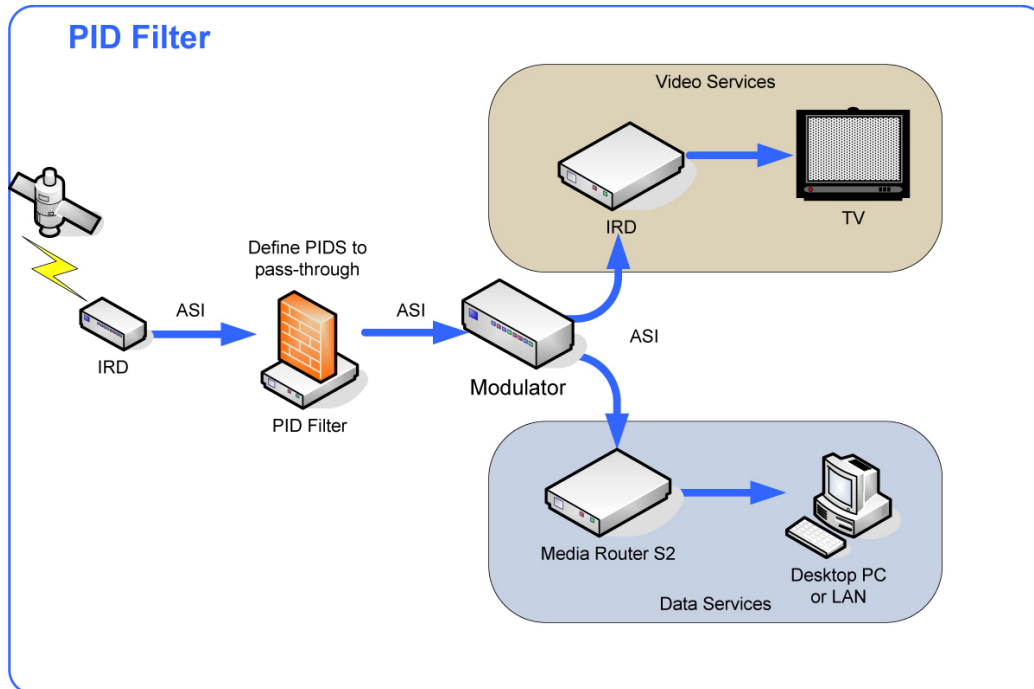 PID Filter
Video Services
IRD
TV
Define PIDS to
pass-through
ASI
IRD
PID Filter
ASI
Modulator
ASI
Media Router S2
Desktop PC
or LAN
Data Services